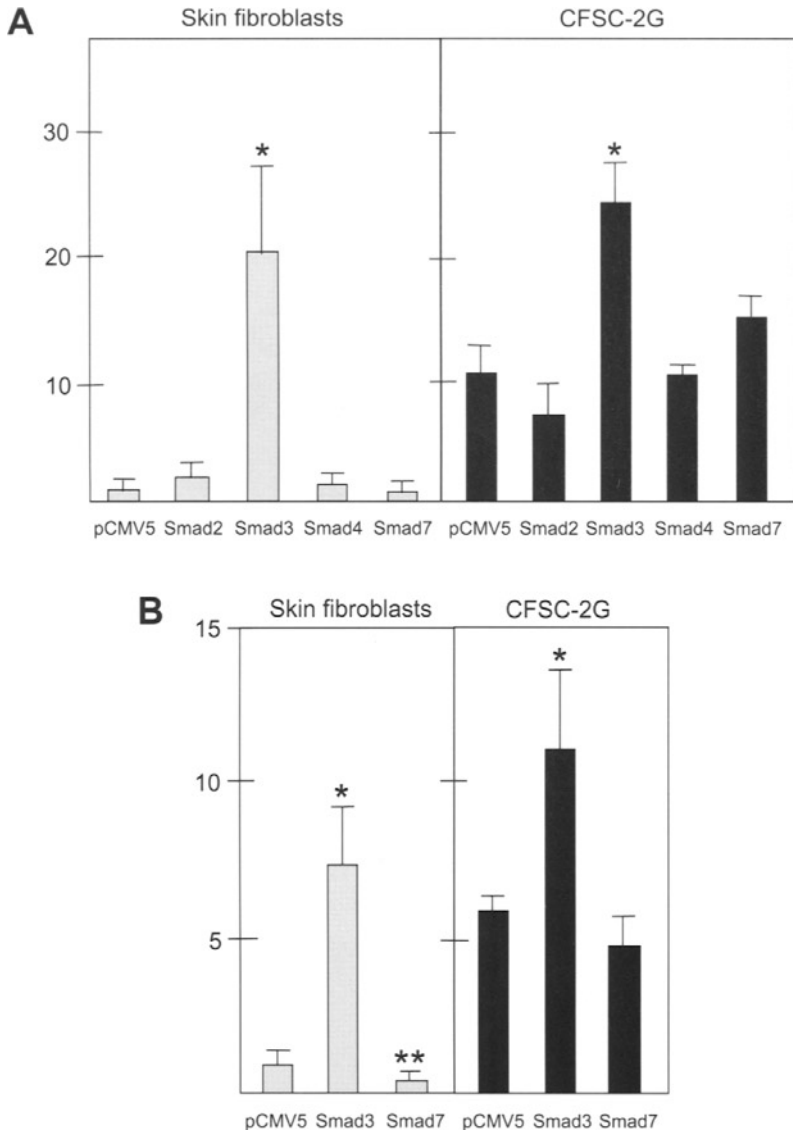 A
Skin fibroblasts CFSC-2G
30
*
*
20
10
pCMV5 Smad2 Smad3 Smad4 Smad7 pCMV5 Smad2 Smad3 Smad4 Smad7
B
Skin fibroblasts CFSC-2G
15
*
10
*
5
**
pCMV5 Smad3 Smad7 pCMV5 Smad3 Smad7